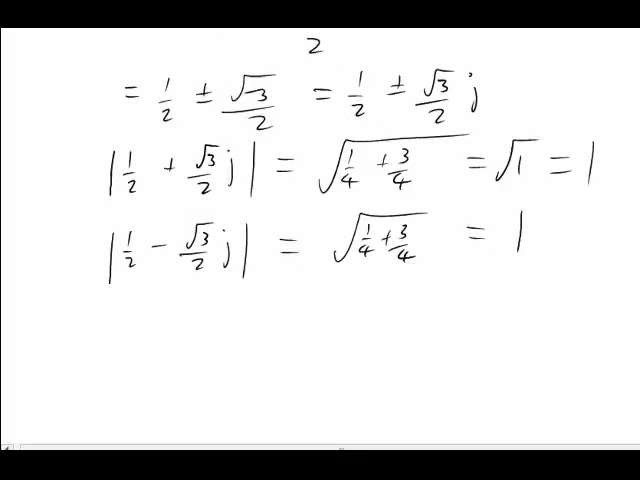 2
= 1/2 ± √-3/2 = 1/2 ± √3/2 j
|1/2 + √3/2 j| = √(1/4 + 3/4) = √1 = 1
|1/2 - √3/2 j| = √(1/4 + 3/4) = 1